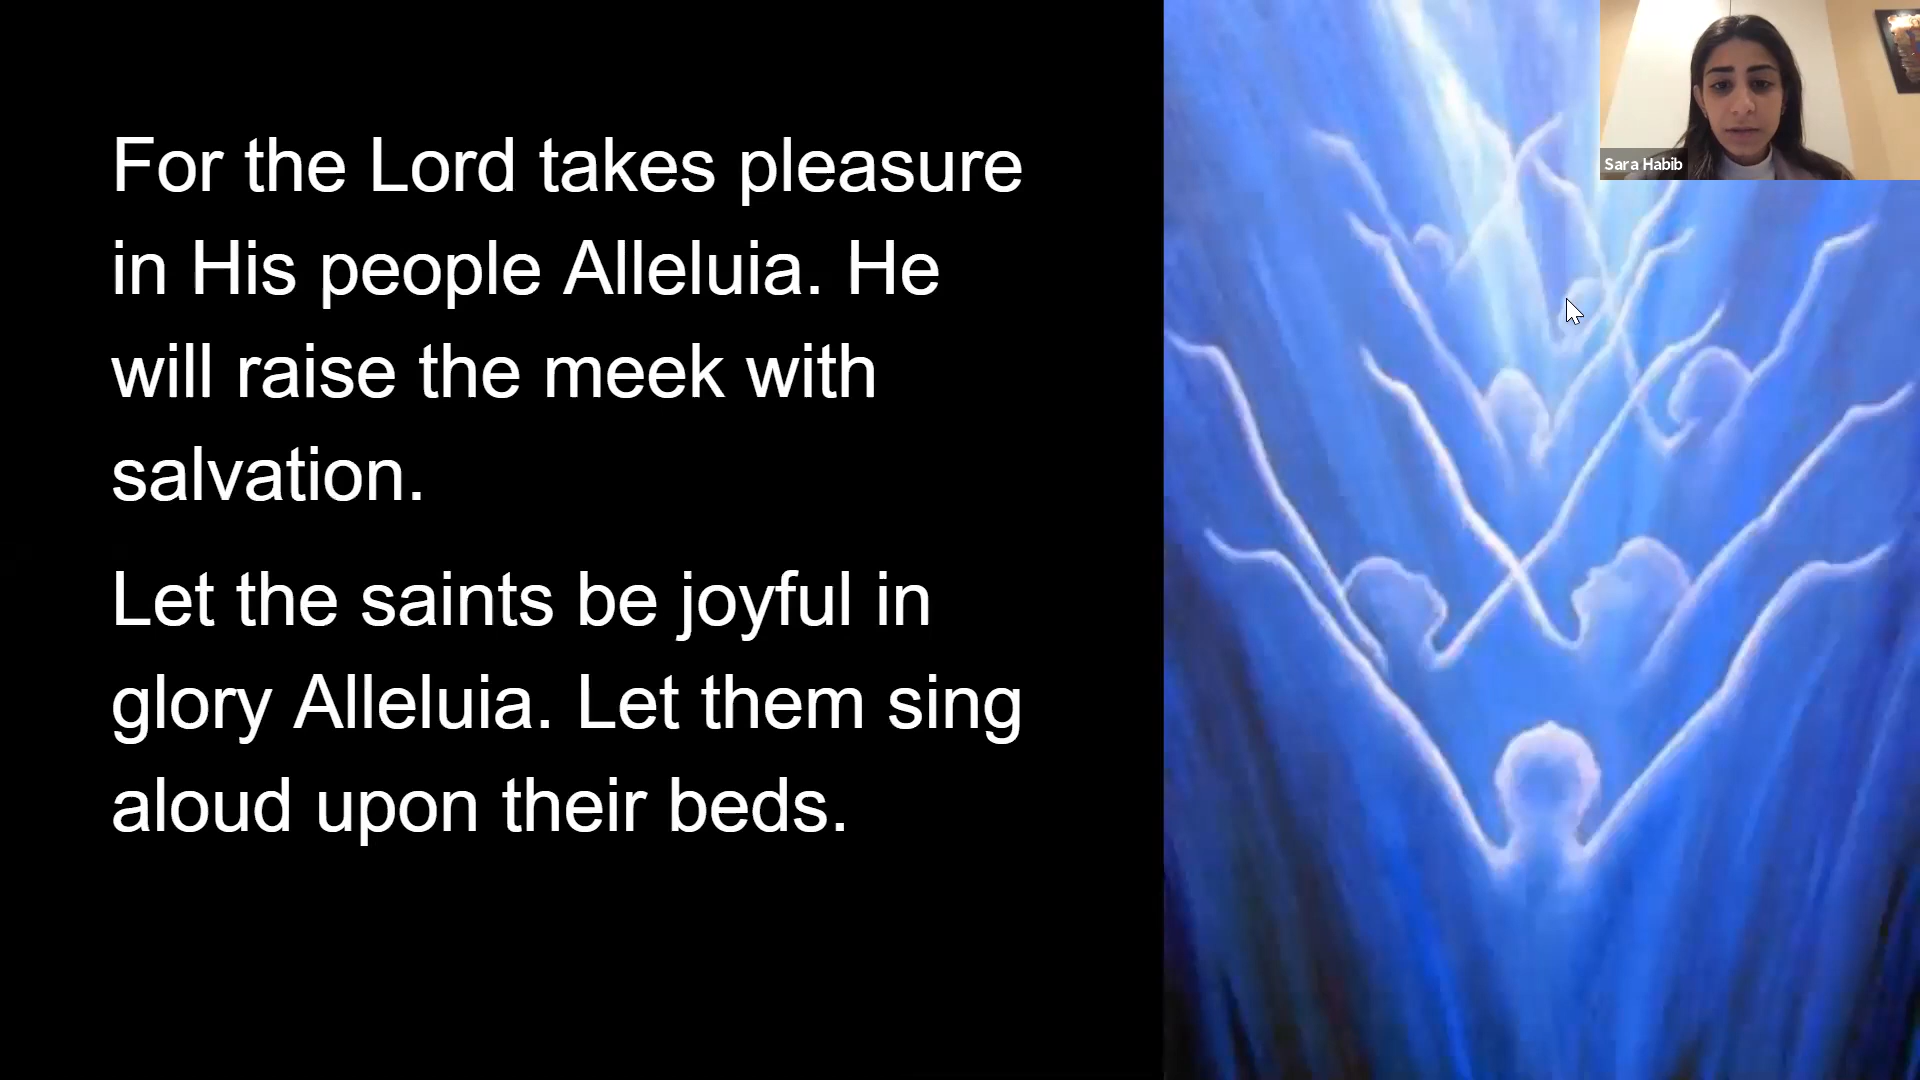 For the Lord takes pleasure
in His people Alleluia. He
will raise the meek with
salvation.
Let the saints be joyful in
glory Alleluia. Let them sing
aloud upon their beds.
Sara Habib